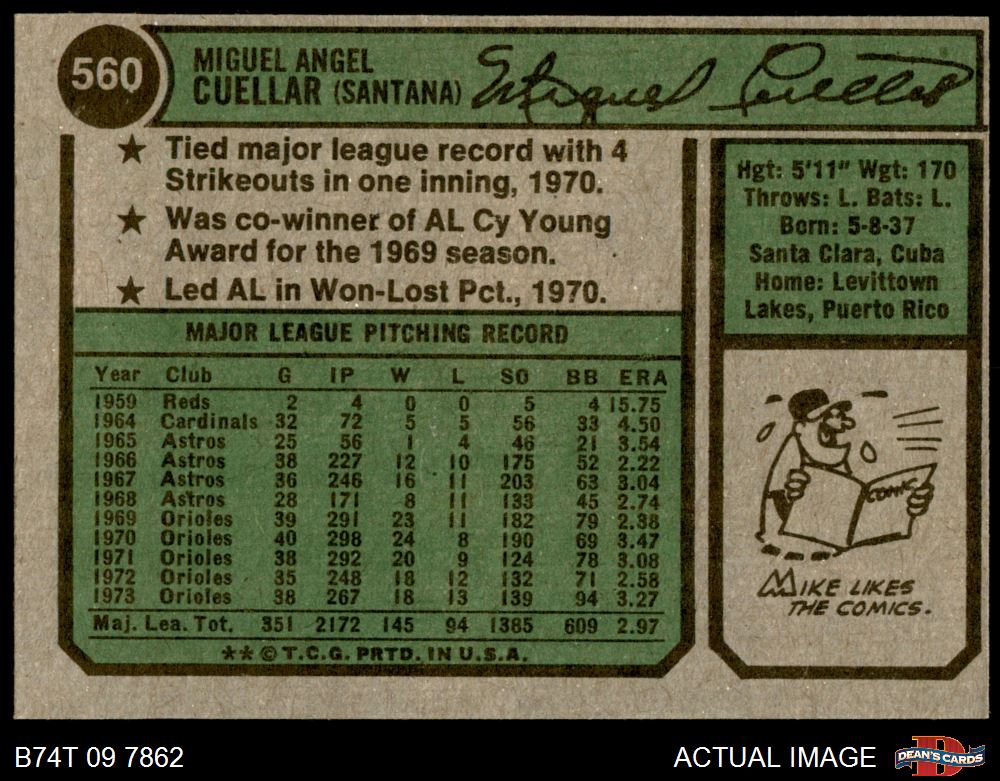 560
MIGUEL ANGEL
CUELLAR (SANTANA)
Miguel Cuellar
★ Tied major league record with 4
Strikeouts in one inning, 1970.
★ Was co-winner of AL Cy Young
Award for the 1969 season.
★ Led AL in Won-Lost Pct., 1970.
Hgt: 5'11" Wgt: 170
Throws: L. Bats: L.
Born: 5-8-37
Santa Clara, Cuba
Home: Levittown
Lakes, Puerto Rico
MAJOR LEAGUE PITCHING RECORD
Year Club G IP W L SO BB ERA
1959 Reds 2 4 0 0 5 4 15.75
1964 Cardinals 32 72 5 5 56 33 4.50
1965 Astros 25 56 1 4 46 21 3.54
1966 Astros 38 227 12 10 175 52 2.22
1967 Astros 36 246 16 11 203 63 3.04
1968 Astros 28 171 8 11 133 45 2.74
1969 Orioles 39 291 23 11 182 79 2.38
1970 Orioles 40 298 24 8 190 69 3.47
1971 Orioles 38 292 20 9 124 78 3.08
1972 Orioles 35 248 18 12 132 71 2.58
1973 Orioles 38 267 18 13 139 94 3.27
Maj. Lea. Tot. 351 2172 145 94 1385 609 2.97
** © T.C.G. PRTD. IN U.S.A.
COMIC
MIKE LIKES
THE COMICS.
B74T 09 7862
ACTUAL IMAGE
D
DEAN'S CARDS